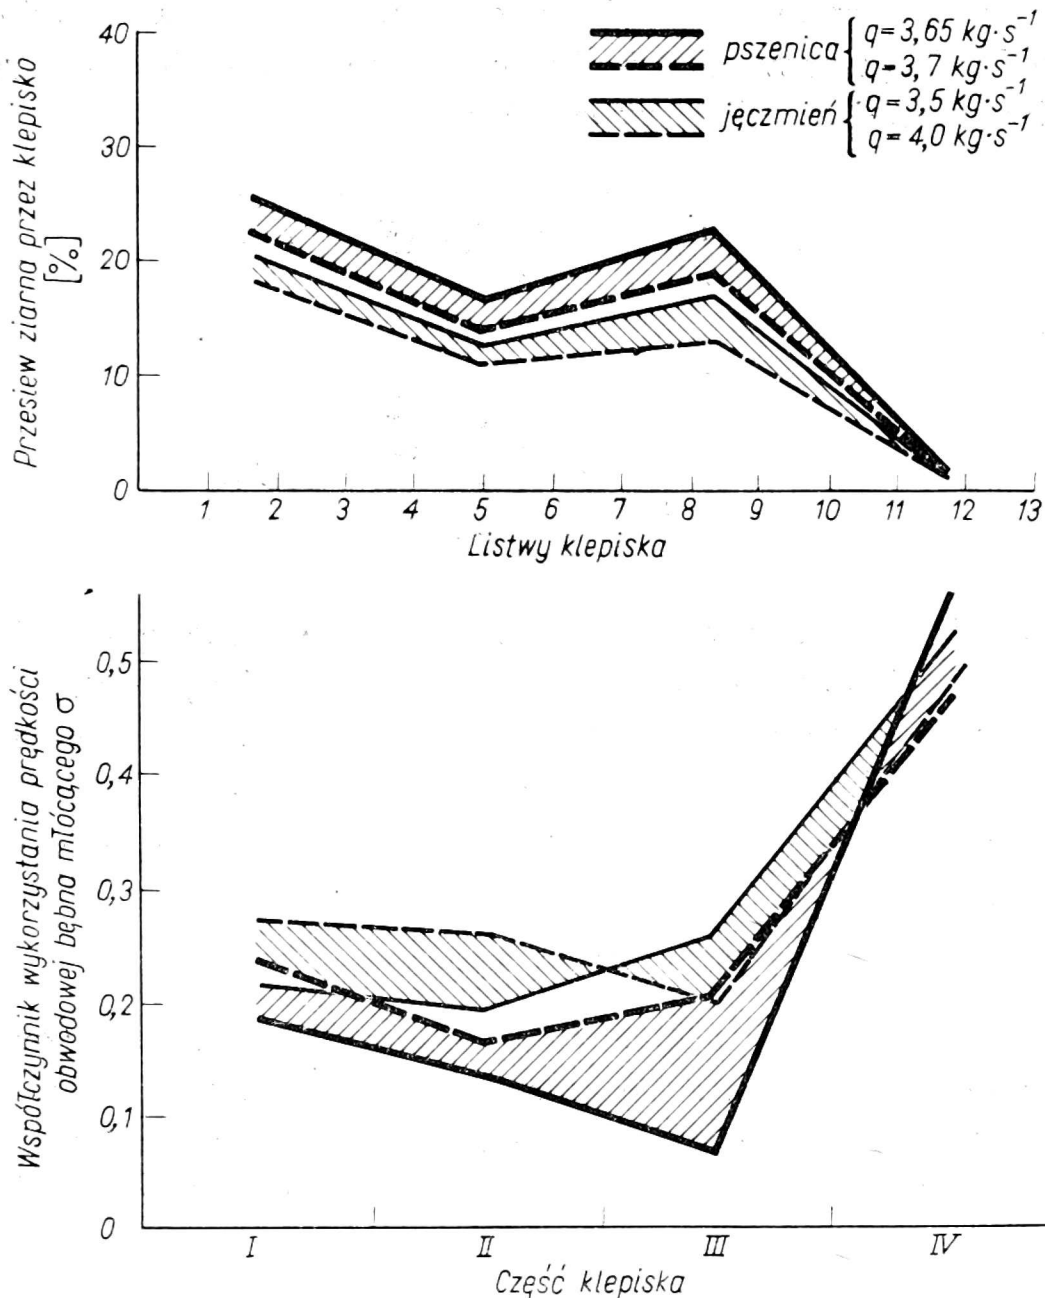 40
30
20
10
0
Przesiew ziarna przez klepisko
[%]
pszenica
q=3,65 kg·s⁻¹
q=3,7 kg·s⁻¹
jęczmień
q=3,5 kg·s⁻¹
q=4,0 kg·s⁻¹
1 2 3 4 5 6 7 8 9 10 11 12 13
Listwy klepiska
Współczynnik wykorzystania prędkości
obwodowej bębna młócącego σ
0,5
0,4
0,3
0,2
0,1
0
I II III IV
Część klepiska